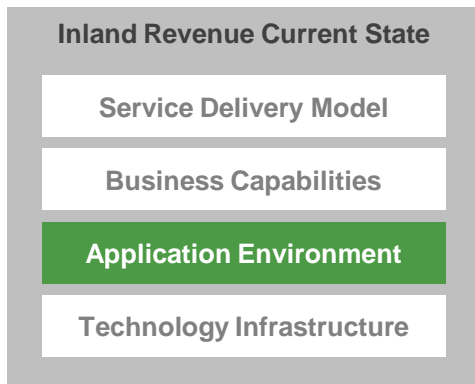 Inland Revenue Current State
Service Delivery Model
Business Capabilities
Application Environment
Technology Infrastructure